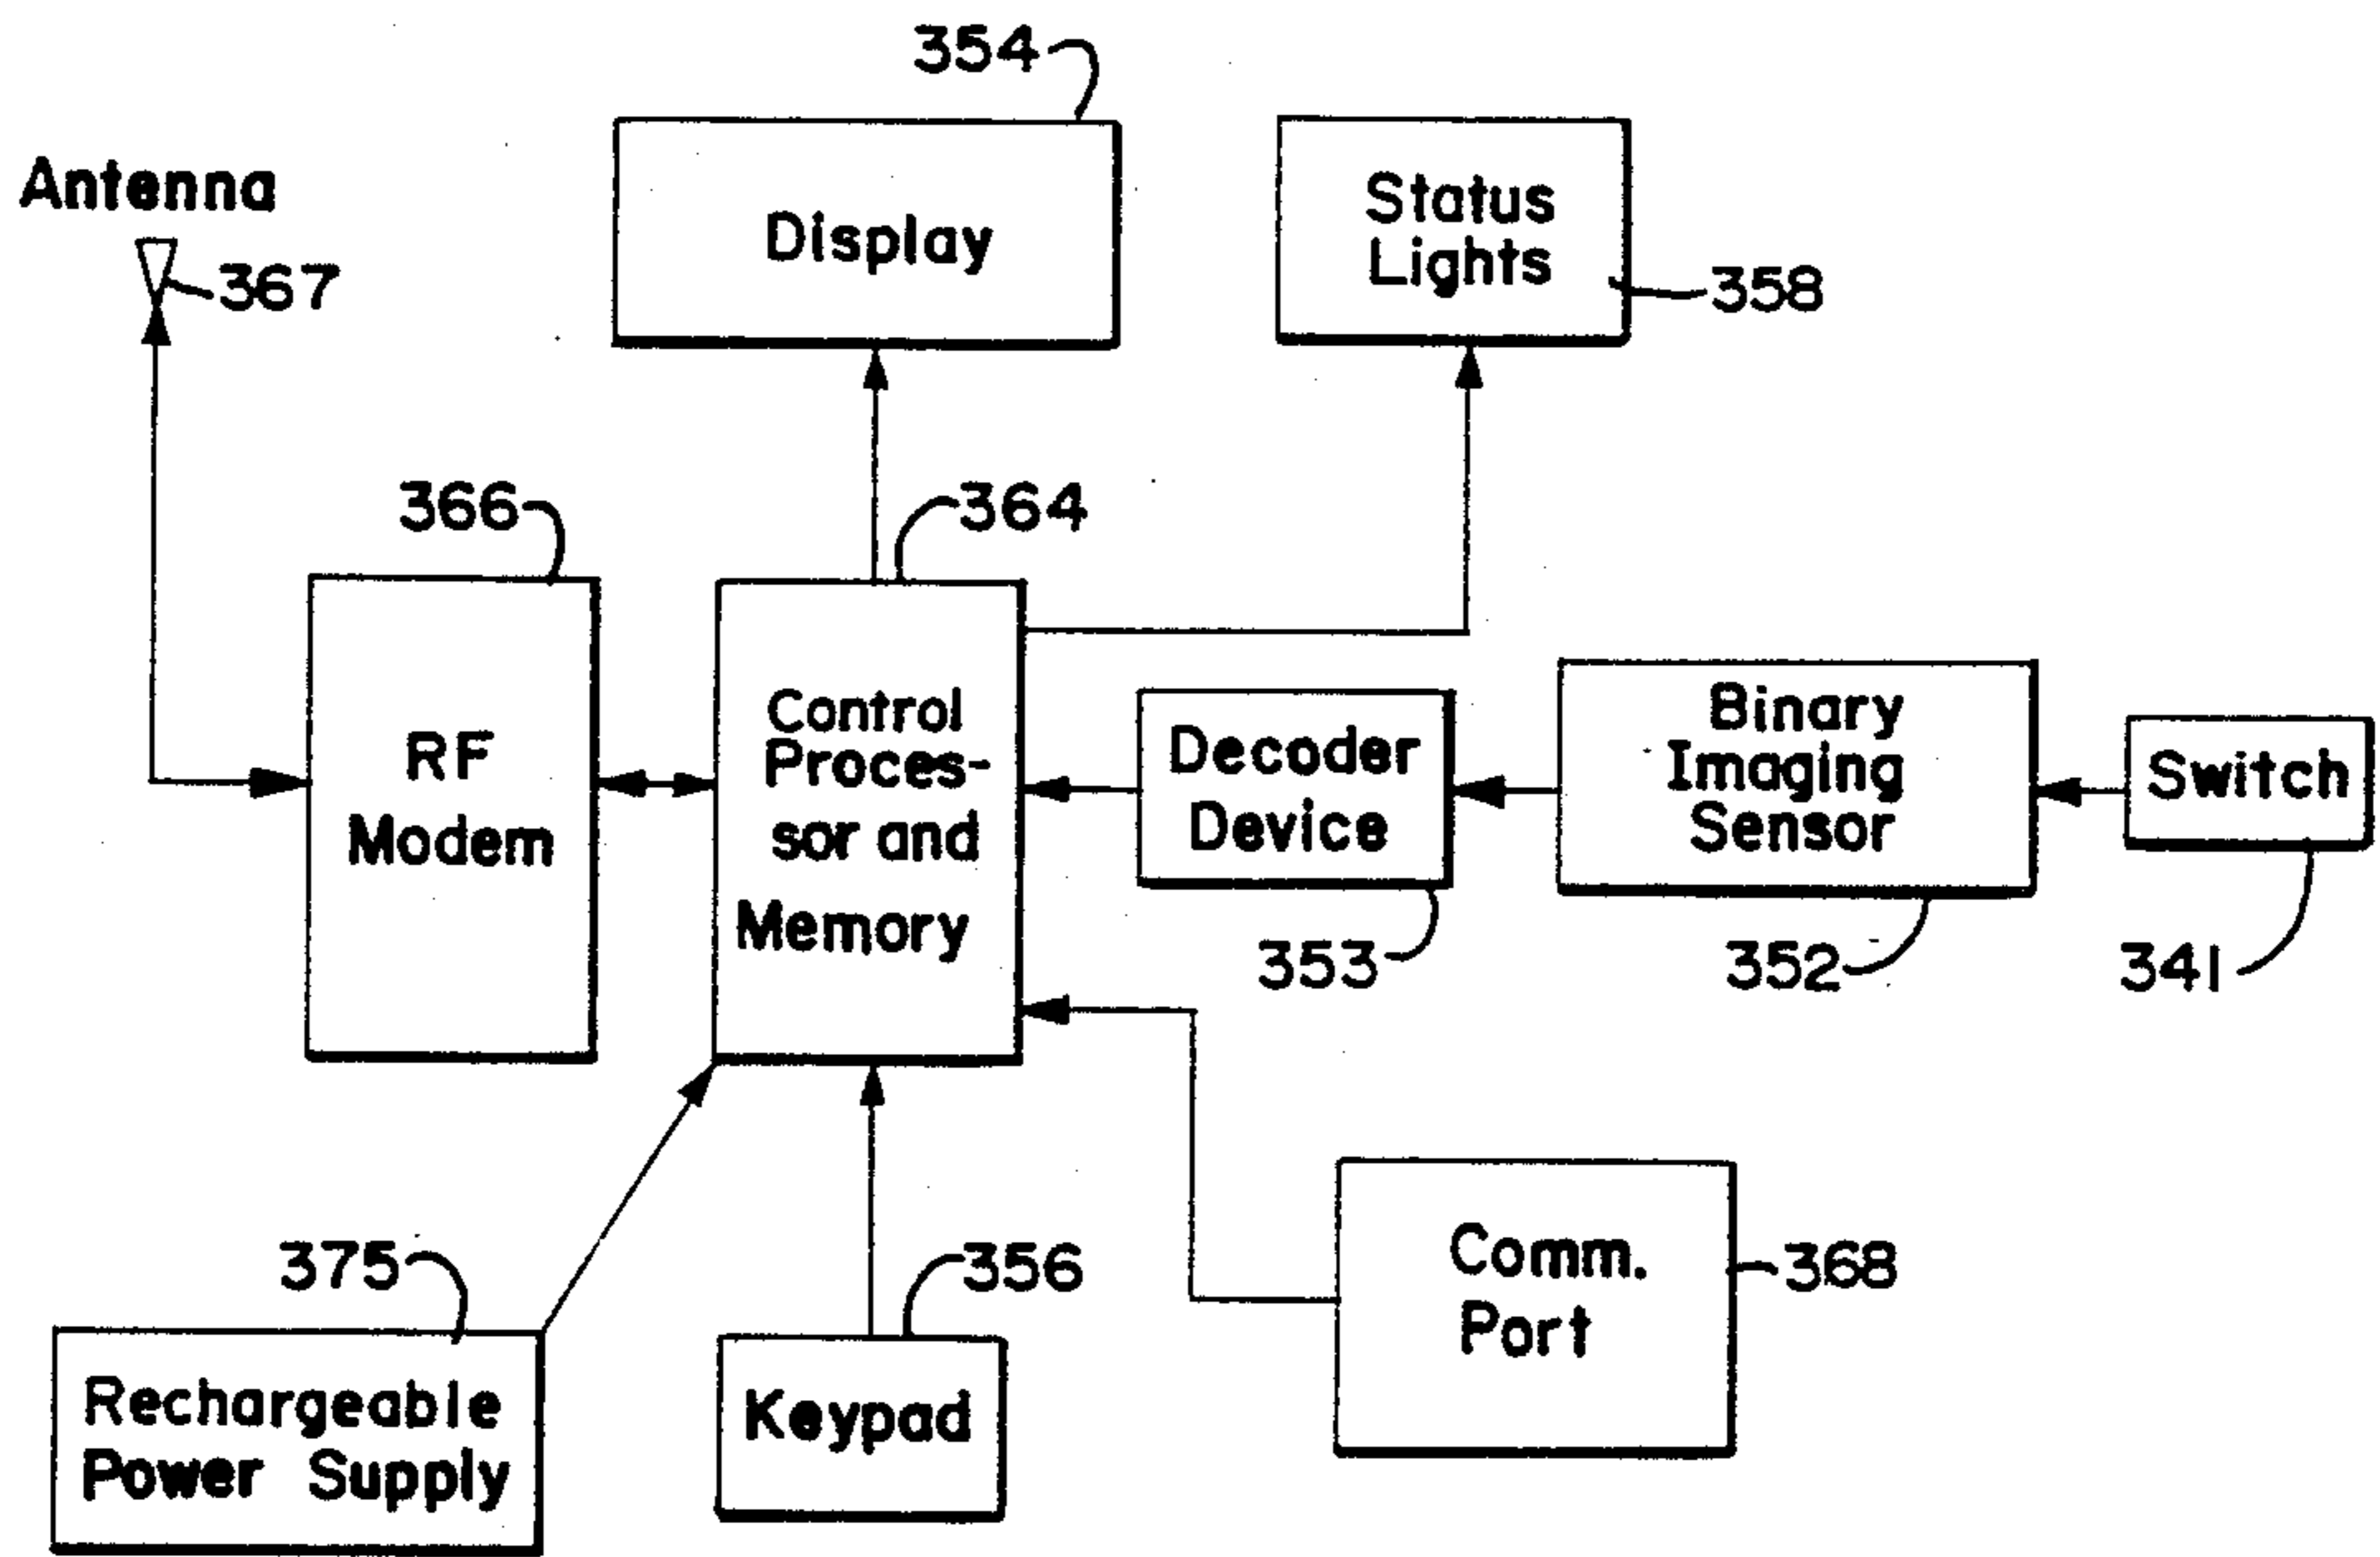 354
Antenna
367
Display
Status
Lights
358
366
364
RF
Modem
Control
Proces-
sor and
Memory
Decoder
Device
353
Binary
Imaging
Sensor
352
Switch
341
375
Rechargeable
Power Supply
356
Keypad
Comm.
Port
368